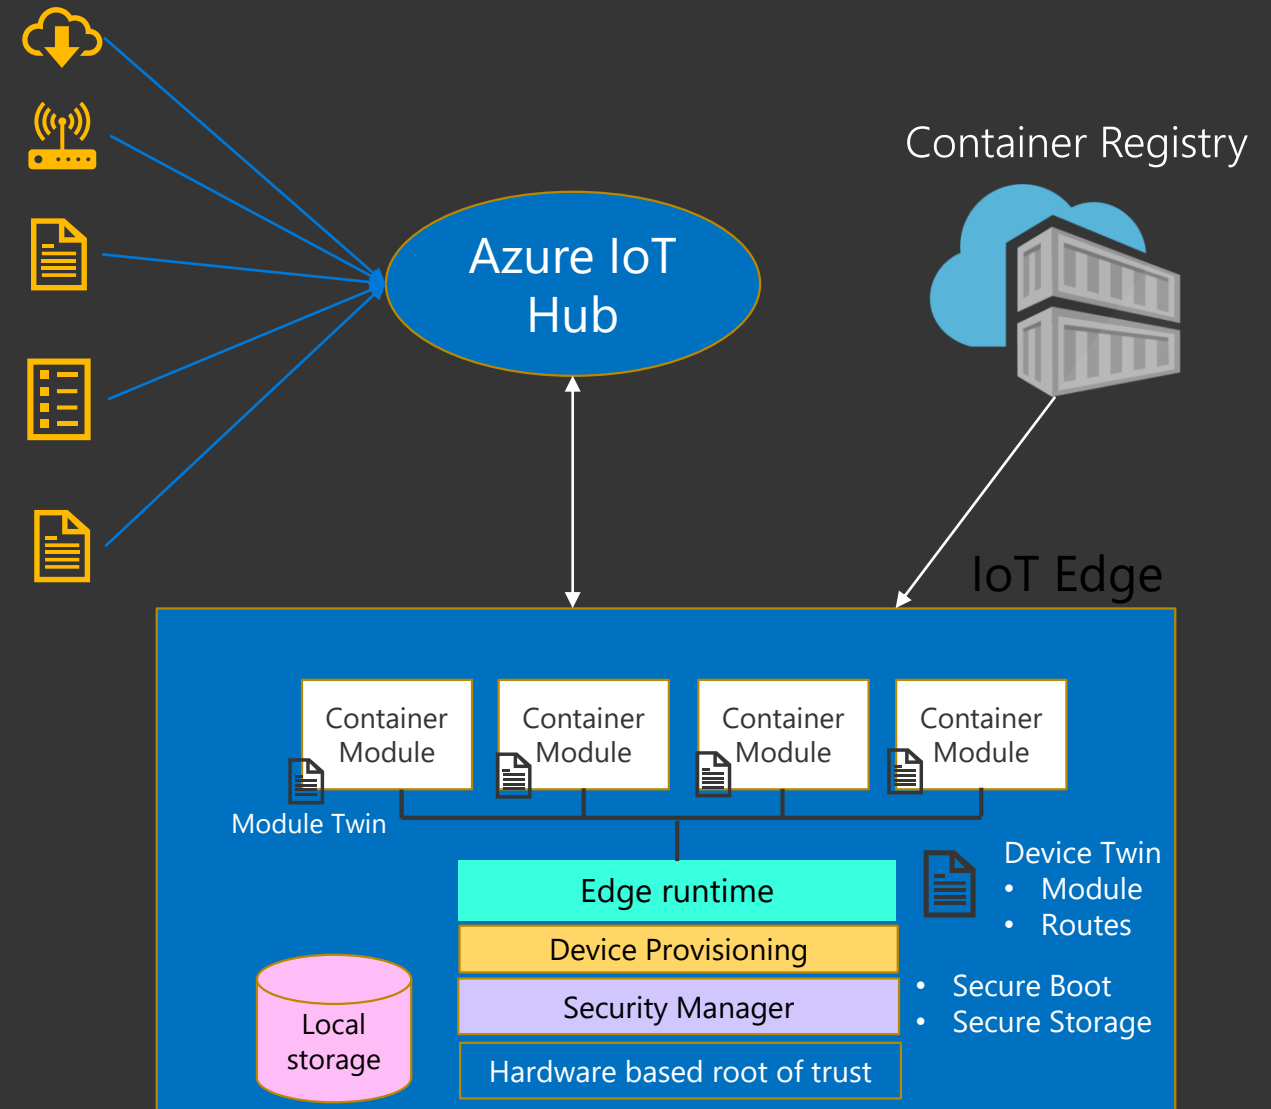 Container Registry
Azure IoT
Hub
IoT Edge
Container
Module
Container
Module
Container
Module
Container
Module
Module Twin
Device Twin
• Module
• Routes
Edge runtime
Device Provisioning
Security Manager
• Secure Boot
• Secure Storage
Local
storage
Hardware based root of trust